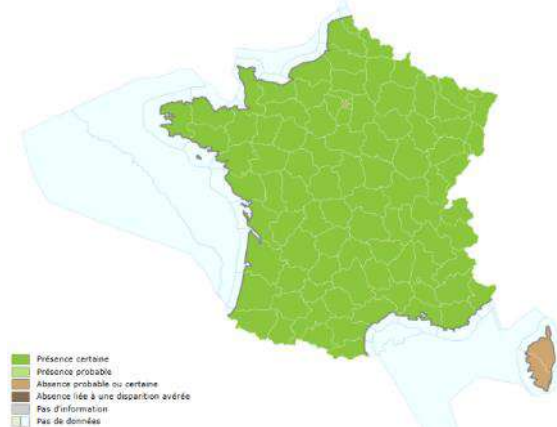 Présence certaine
Présence probable
Absence probable ou certaine
Absence liée à une disparition avérée
Pas d'information
Pas de données